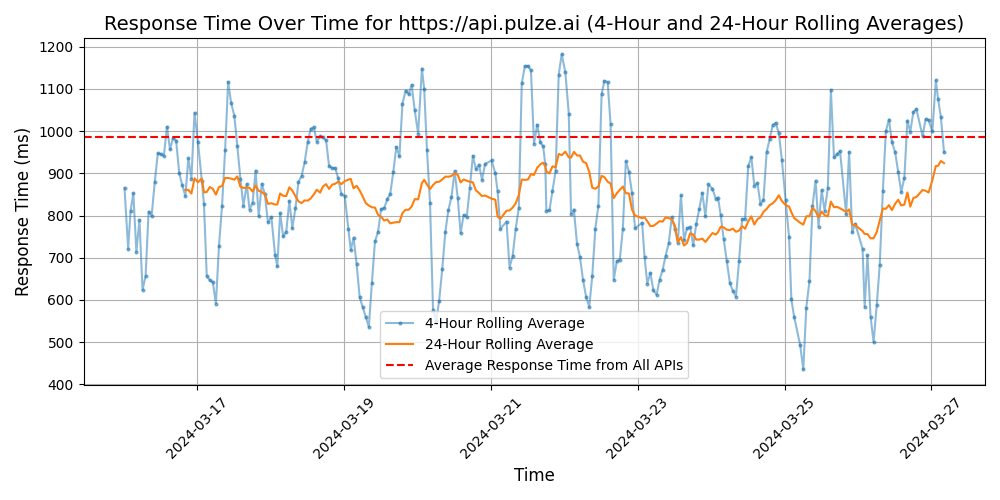 Response Time Over Time for https://api.pulze.ai (4-Hour and 24-Hour Rolling Averages)
Response Time (ms)
1200
1100
1000
900
800
700
600
500
400
4-Hour Rolling Average
24-Hour Rolling Average
Average Response Time from All APIs
2024-03-17
2024-03-19
2024-03-21
2024-03-23
2024-03-25
2024-03-27
Time